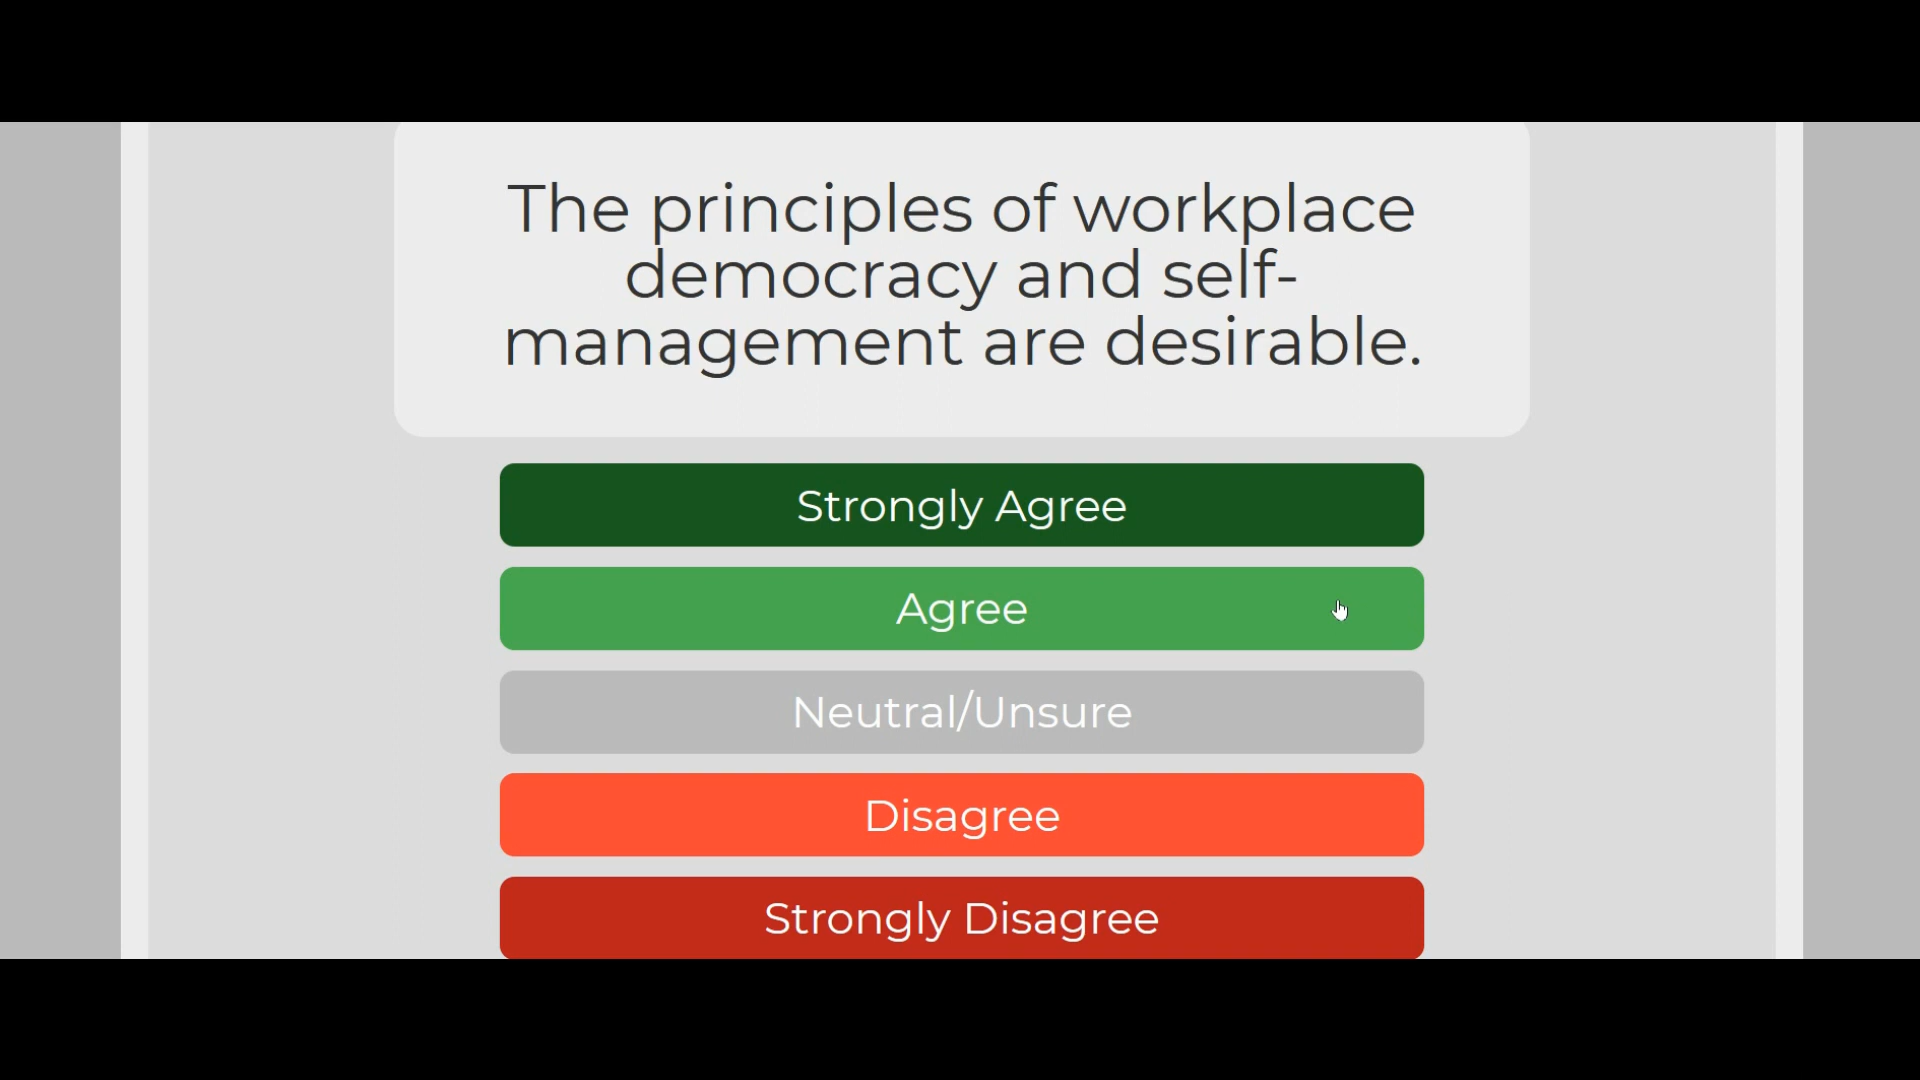 The principles of workplace
democracy and self-
management are desirable.
Strongly Agree
Agree
Neutral/Unsure
Disagree
Strongly Disagree